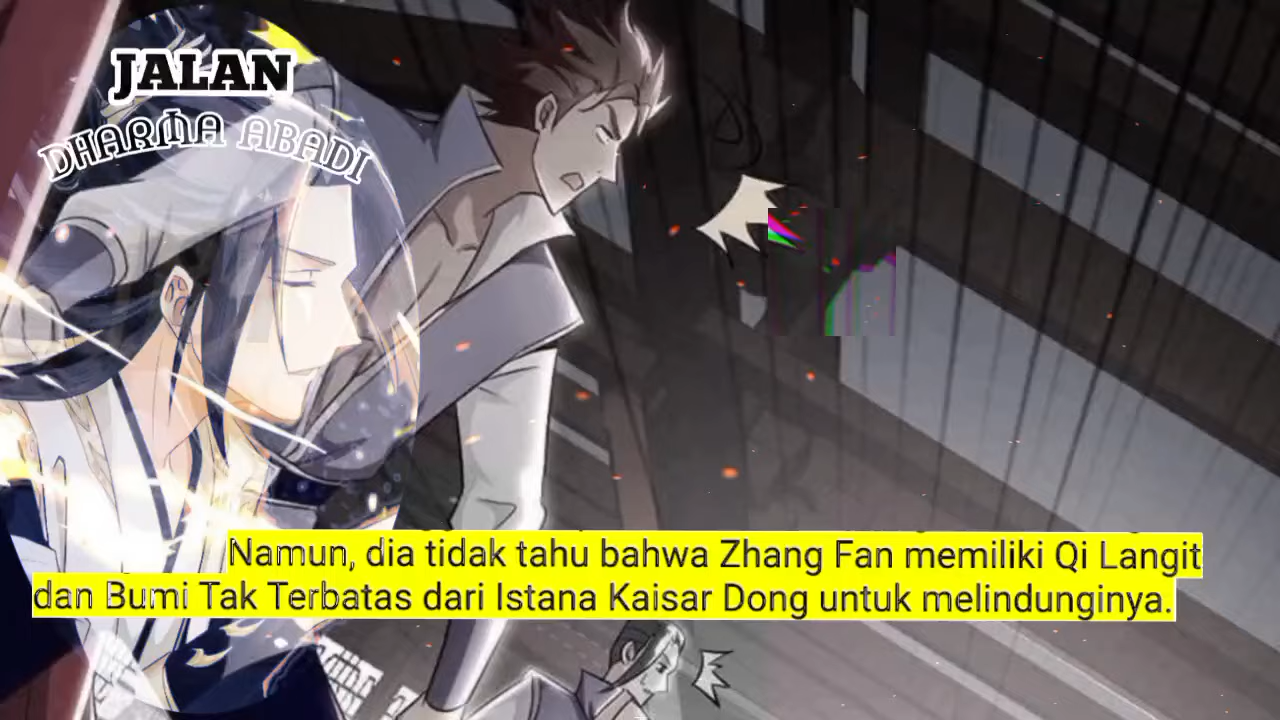 JALAN
DHARMA ABADI
Namun, dia tidak tahu bahwa Zhang Fan memiliki Qi Langit
dan Bumi Tak Terbatas dari Istana Kaisar Dong untuk melindunginya.